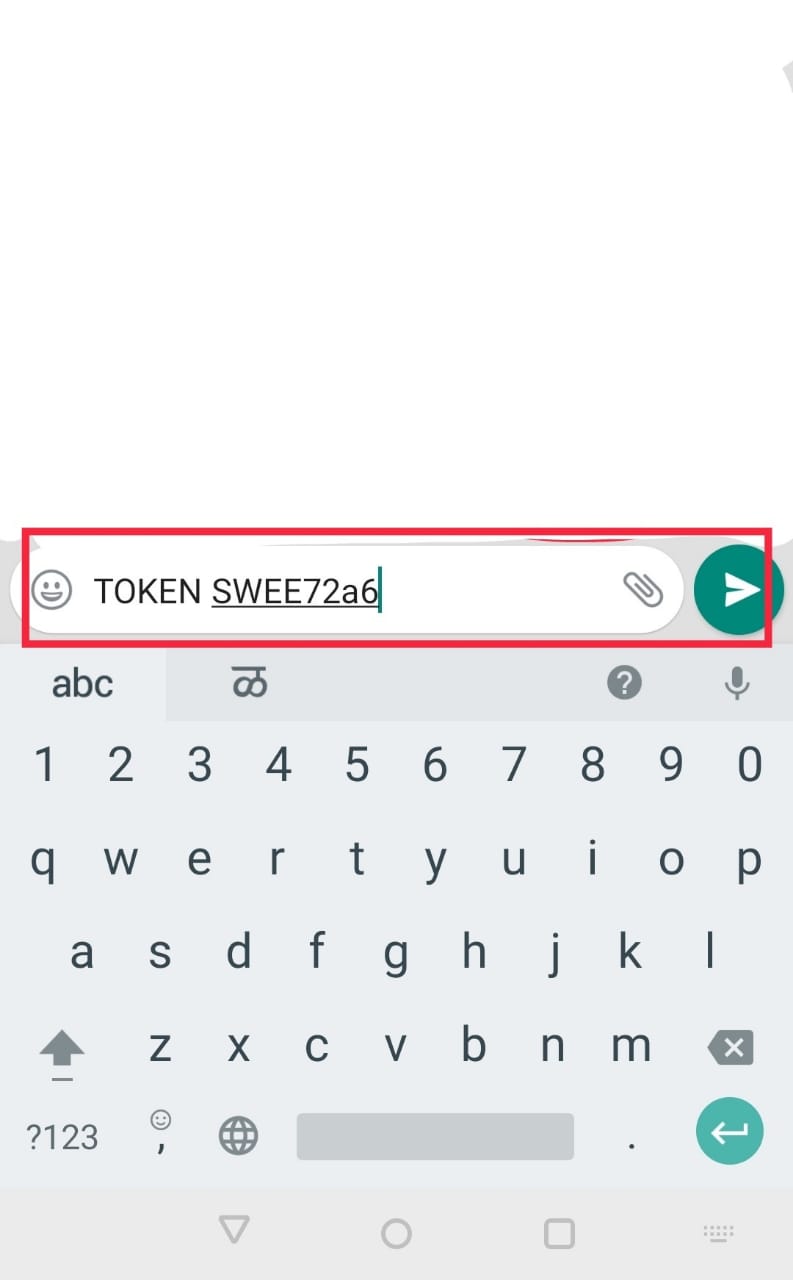 TOKEN SWEE72a6
abc
?
1 2 3 4 5 6 7 8 9 0
q w e r t y u i o p
a s d f g h j k l
z x c v b n m
?123 , .